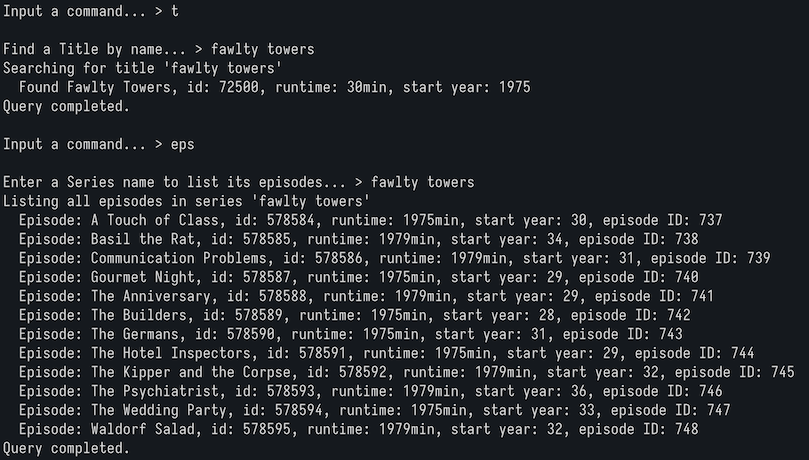 Input a command... > t
Find a Title by name... > fawlty towers
Searching for title 'fawlty towers'
Found Fawlty Towers, id: 72500, runtime: 30min, start year: 1975
Query completed.
Input a command... > eps
Enter a Series name to list its episodes... > fawlty towers
Listing all episodes in series 'fawlty towers'
Episode: A Touch of Class, id: 578584, runtime: 1975min, start year: 30, episode ID: 737
Episode: Basil the Rat, id: 578585, runtime: 1979min, start year: 34, episode ID: 738
Episode: Communication Problems, id: 578586, runtime: 1979min, start year: 31, episode ID: 739
Episode: Gourmet Night, id: 578587, runtime: 1975min, start year: 29, episode ID: 740
Episode: The Anniversary, id: 578588, runtime: 1979min, start year: 29, episode ID: 741
Episode: The Builders, id: 578589, runtime: 1975min, start year: 28, episode ID: 742
Episode: The Germans, id: 578590, runtime: 1975min, start year: 31, episode ID: 743
Episode: The Hotel Inspectors, id: 578591, runtime: 1975min, start year: 29, episode ID: 744
Episode: The Kipper and the Corpse, id: 578592, runtime: 1979min, start year: 32, episode ID: 745
Episode: The Psychiatrist, id: 578593, runtime: 1979min, start year: 36, episode ID: 746
Episode: The Wedding Party, id: 578594, runtime: 1975min, start year: 33, episode ID: 747
Episode: Waldorf Salad, id: 578595, runtime: 1979min, start year: 32, episode ID: 748
Query completed.